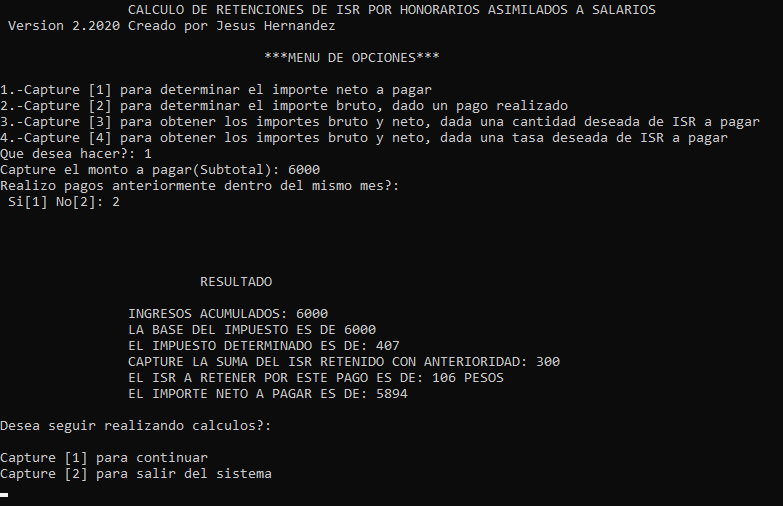 CALCULO DE RETENCIONES DE ISR POR HONORARIOS ASIMILADOS A SALARIOS
Version 2.2020 Creado por Jesus Hernandez
***MENU DE OPCIONES***
1.-Capture [1] para determinar el importe neto a pagar
2.-Capture [2] para determinar el importe bruto, dado un pago realizado
3.-Capture [3] para obtener los importes bruto y neto, dada una cantidad deseada de ISR a pagar
4.-Capture [4] para obtener los importes bruto y neto, dada una tasa deseada de ISR a pagar
Que desea hacer?: 1
Capture el monto a pagar(Subtotal): 6000
Realizo pagos anteriormente dentro del mismo mes?:
Si[1] No[2]: 2
RESULTADO
INGRESOS ACUMULADOS: 6000
LA BASE DEL IMPUESTO ES DE 6000
EL IMPUESTO DETERMINADO ES DE: 407
CAPTURE LA SUMA DEL ISR RETENIDO CON ANTERIORIDAD: 300
EL ISR A RETENER POR ESTE PAGO ES DE: 106 PESOS
EL IMPORTE NETO A PAGAR ES DE: 5894
Desea seguir realizando calculos?:
Capture [1] para continuar
Capture [2] para salir del sistema